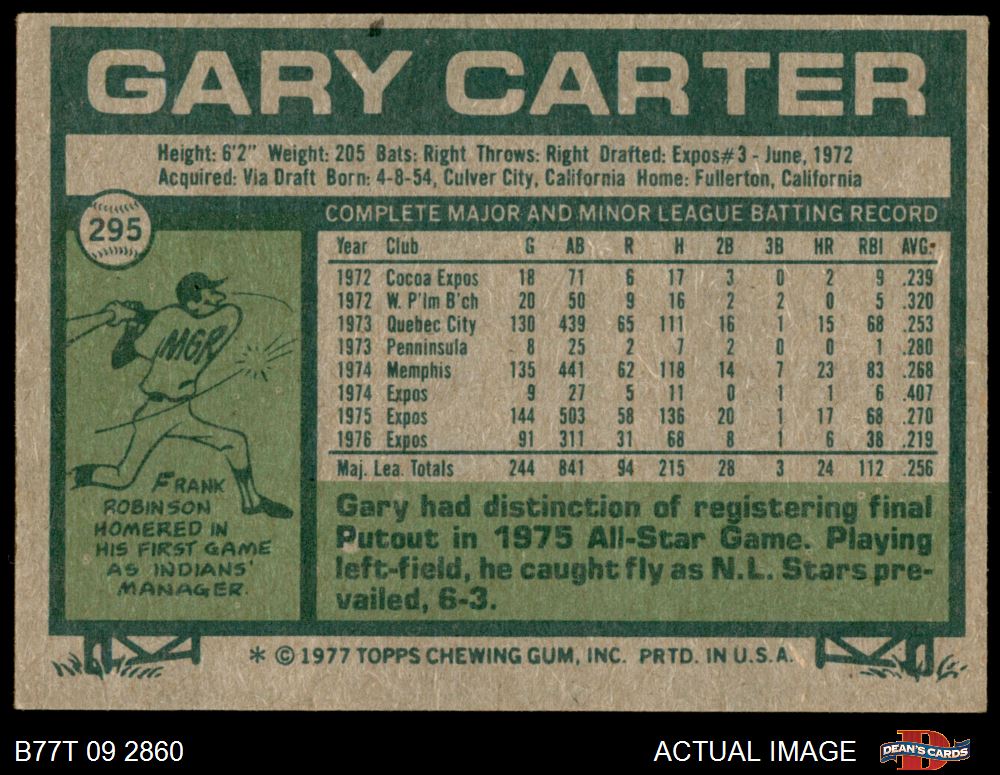 GARY CARTER
Height: 6'2" Weight: 205 Bats: Right Throws: Right Drafted: Expos#3 - June, 1972
Acquired: Via Draft Born: 4-8-54, Culver City, California Home: Fullerton, California
295
COMPLETE MAJOR AND MINOR LEAGUE BATTING RECORD
Year Club G AB R H 2B 3B HR RBI AVG.
1972 Cocoa Expos 18 71 6 17 3 0 2 9 .239
1972 W. P'lm B'ch 20 50 9 16 2 2 0 5 .320
1973 Quebec City 130 439 65 111 16 1 15 68 .253
1973 Penninsula 8 25 2 7 2 0 0 1 .280
1974 Memphis 135 441 62 118 14 7 23 83 .268
1974 Expos 9 27 5 11 0 1 1 6 .407
1975 Expos 144 503 58 136 20 1 17 68 .270
1976 Expos 91 311 31 68 8 1 6 38 .219
Maj. Lea. Totals 244 841 94 215 28 3 24 112 .256
MGR
FRANK
ROBINSON
HOMERED IN
HIS FIRST GAME
AS INDIANS'
MANAGER.
Gary had distinction of registering final
Putout in 1975 All-Star Game. Playing
left-field, he caught fly as N.L. Stars pre-
vailed, 6-3.
* © 1977 TOPPS CHEWING GUM, INC. PRTD. IN U.S.A.
B77T 09 2860
ACTUAL IMAGE
D
DEAN'S CARDS